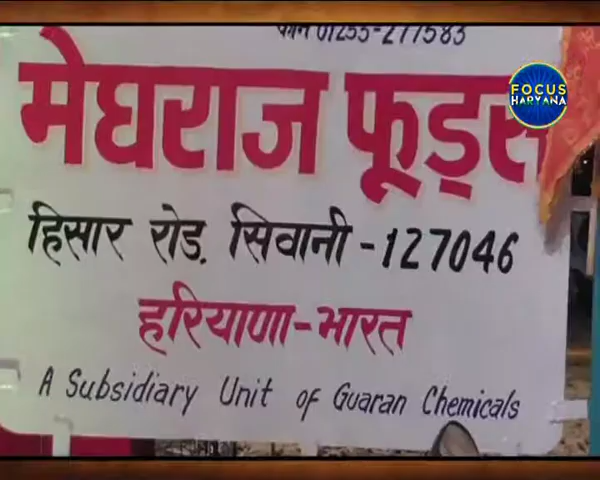 फोन 01255-277583
FOCUS
HARYANA
मेघराज फूड्स
हिसार रोड़, सिवानी -127046
हरियाणा-भारत
A Subsidiary Unit of Guaran Chemicals